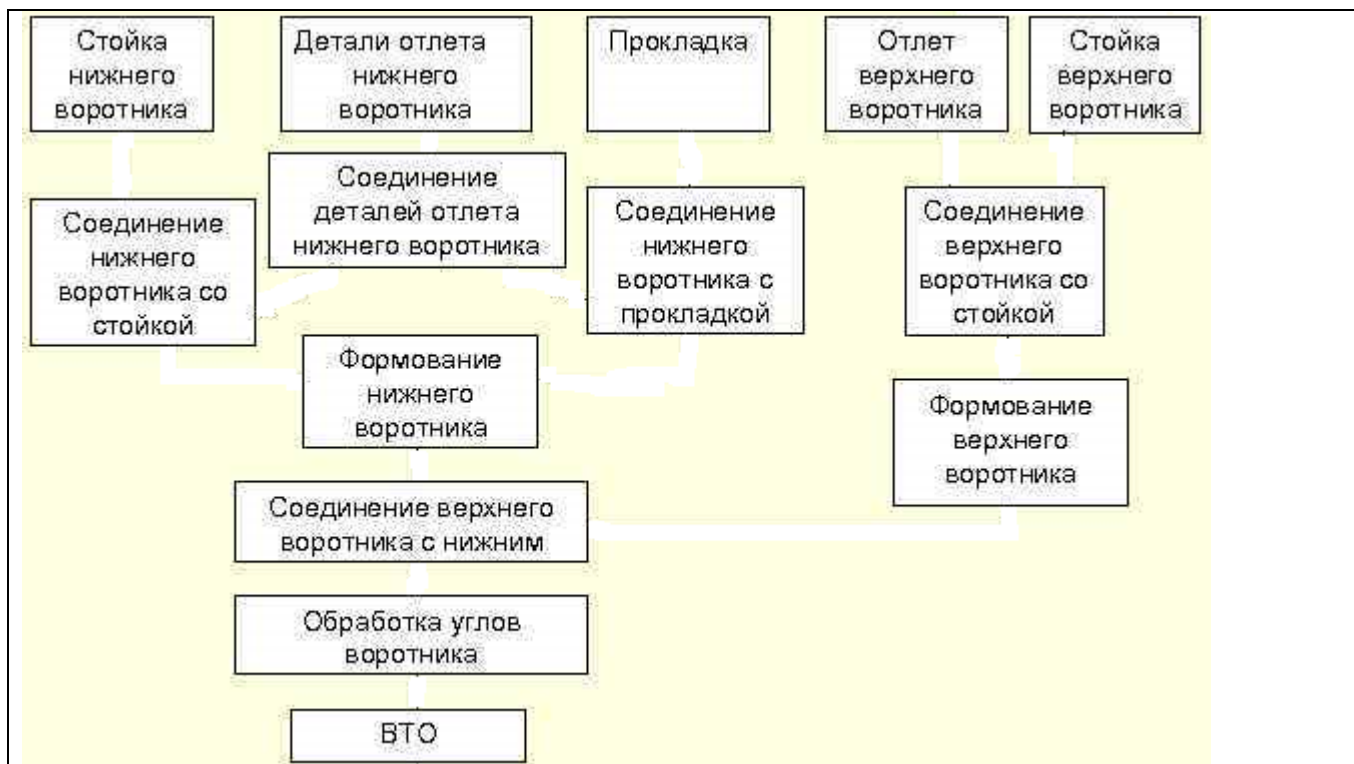 Стойка
нижнего
воротника
Детали отлета
нижнего
воротника
Прокладка
Отлет
верхнего
воротника
Стойка
верхнего
воротника
Соединение
нижнего
воротника со
стойкой
Соединение
деталей отлета
нижнего воротника
Соединение
нижнего
воротника с
прокладкой
Соединение
верхнего
воротника со
стойкой
Формование
нижнего
воротника
Формование
верхнего
воротника
Соединение верхнего
воротника с нижним
Обработка углов
воротника
ВТО